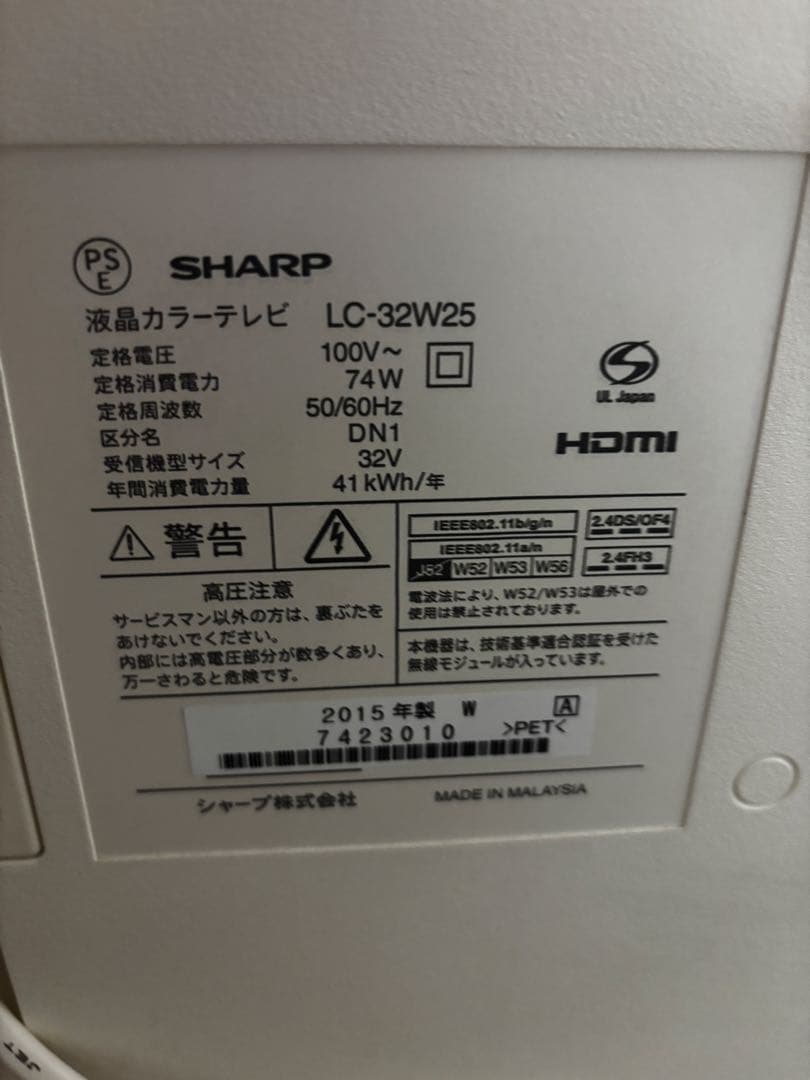 PS
E
SHARP
液晶カラーテレビ LC-32W25
定格電圧 100V～
定格消費電力 74W
定格周波数 50/60Hz
区分名 DN1
受信機型サイズ 32V
年間消費電力量 41kWh/年
UL Japan
HDMI
警告
高圧注意
サービスマン以外の方は、裏ぶたを
あけないでください。
内部には高電圧部分が数多くあり、
万一さわると危険です。
IEEE802.11b/g/n
IEEE802.11a/n
J52 W52 W53 W56
2.4DS/OF4
2.4FH3
電波法により、W52/W53は屋外での
使用は禁止されております。
本機器は、技術基準適合認証を受けた
無線モジュールが入っています。
2015年製 W A
7423010 >PET<
シャープ株式会社 MADE IN MALAYSIA
JET